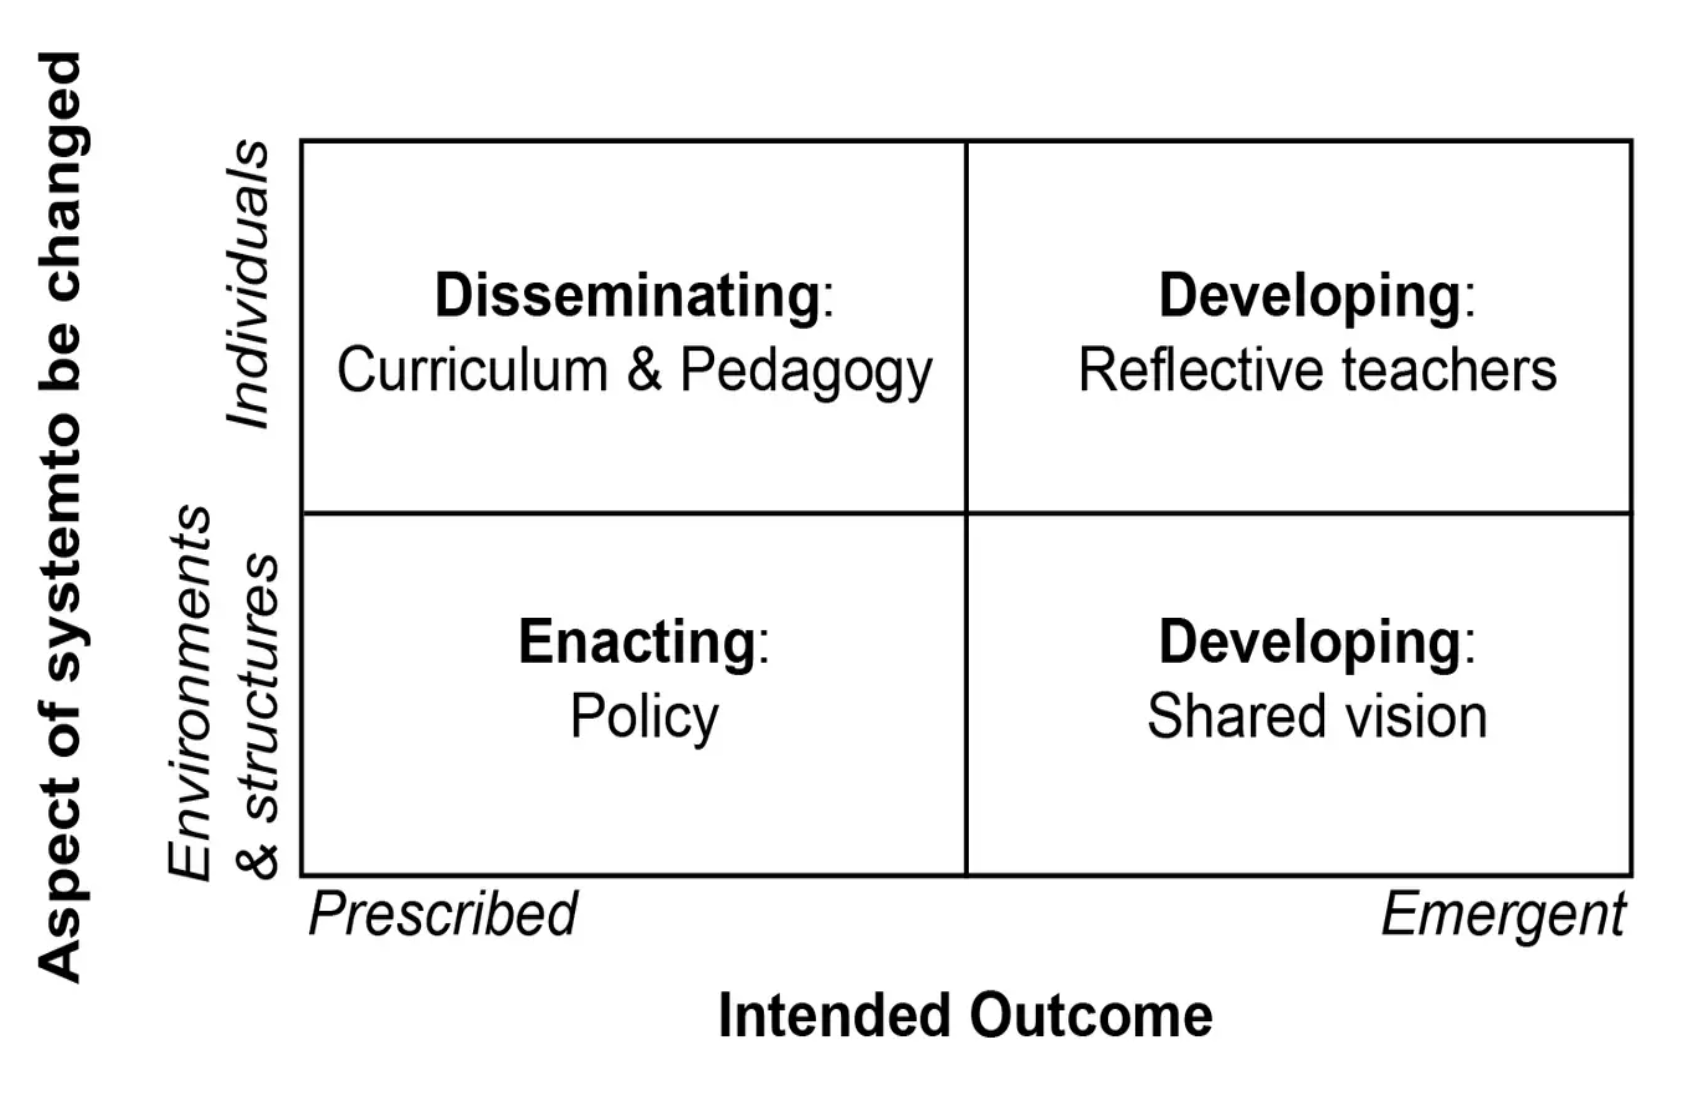 Aspect of systemto be changed
Individuals
Disseminating:
Curriculum & Pedagogy
Developing:
Reflective teachers
Environments
& structures
Enacting:
Policy
Developing:
Shared vision
Prescribed
Emergent
Intended Outcome